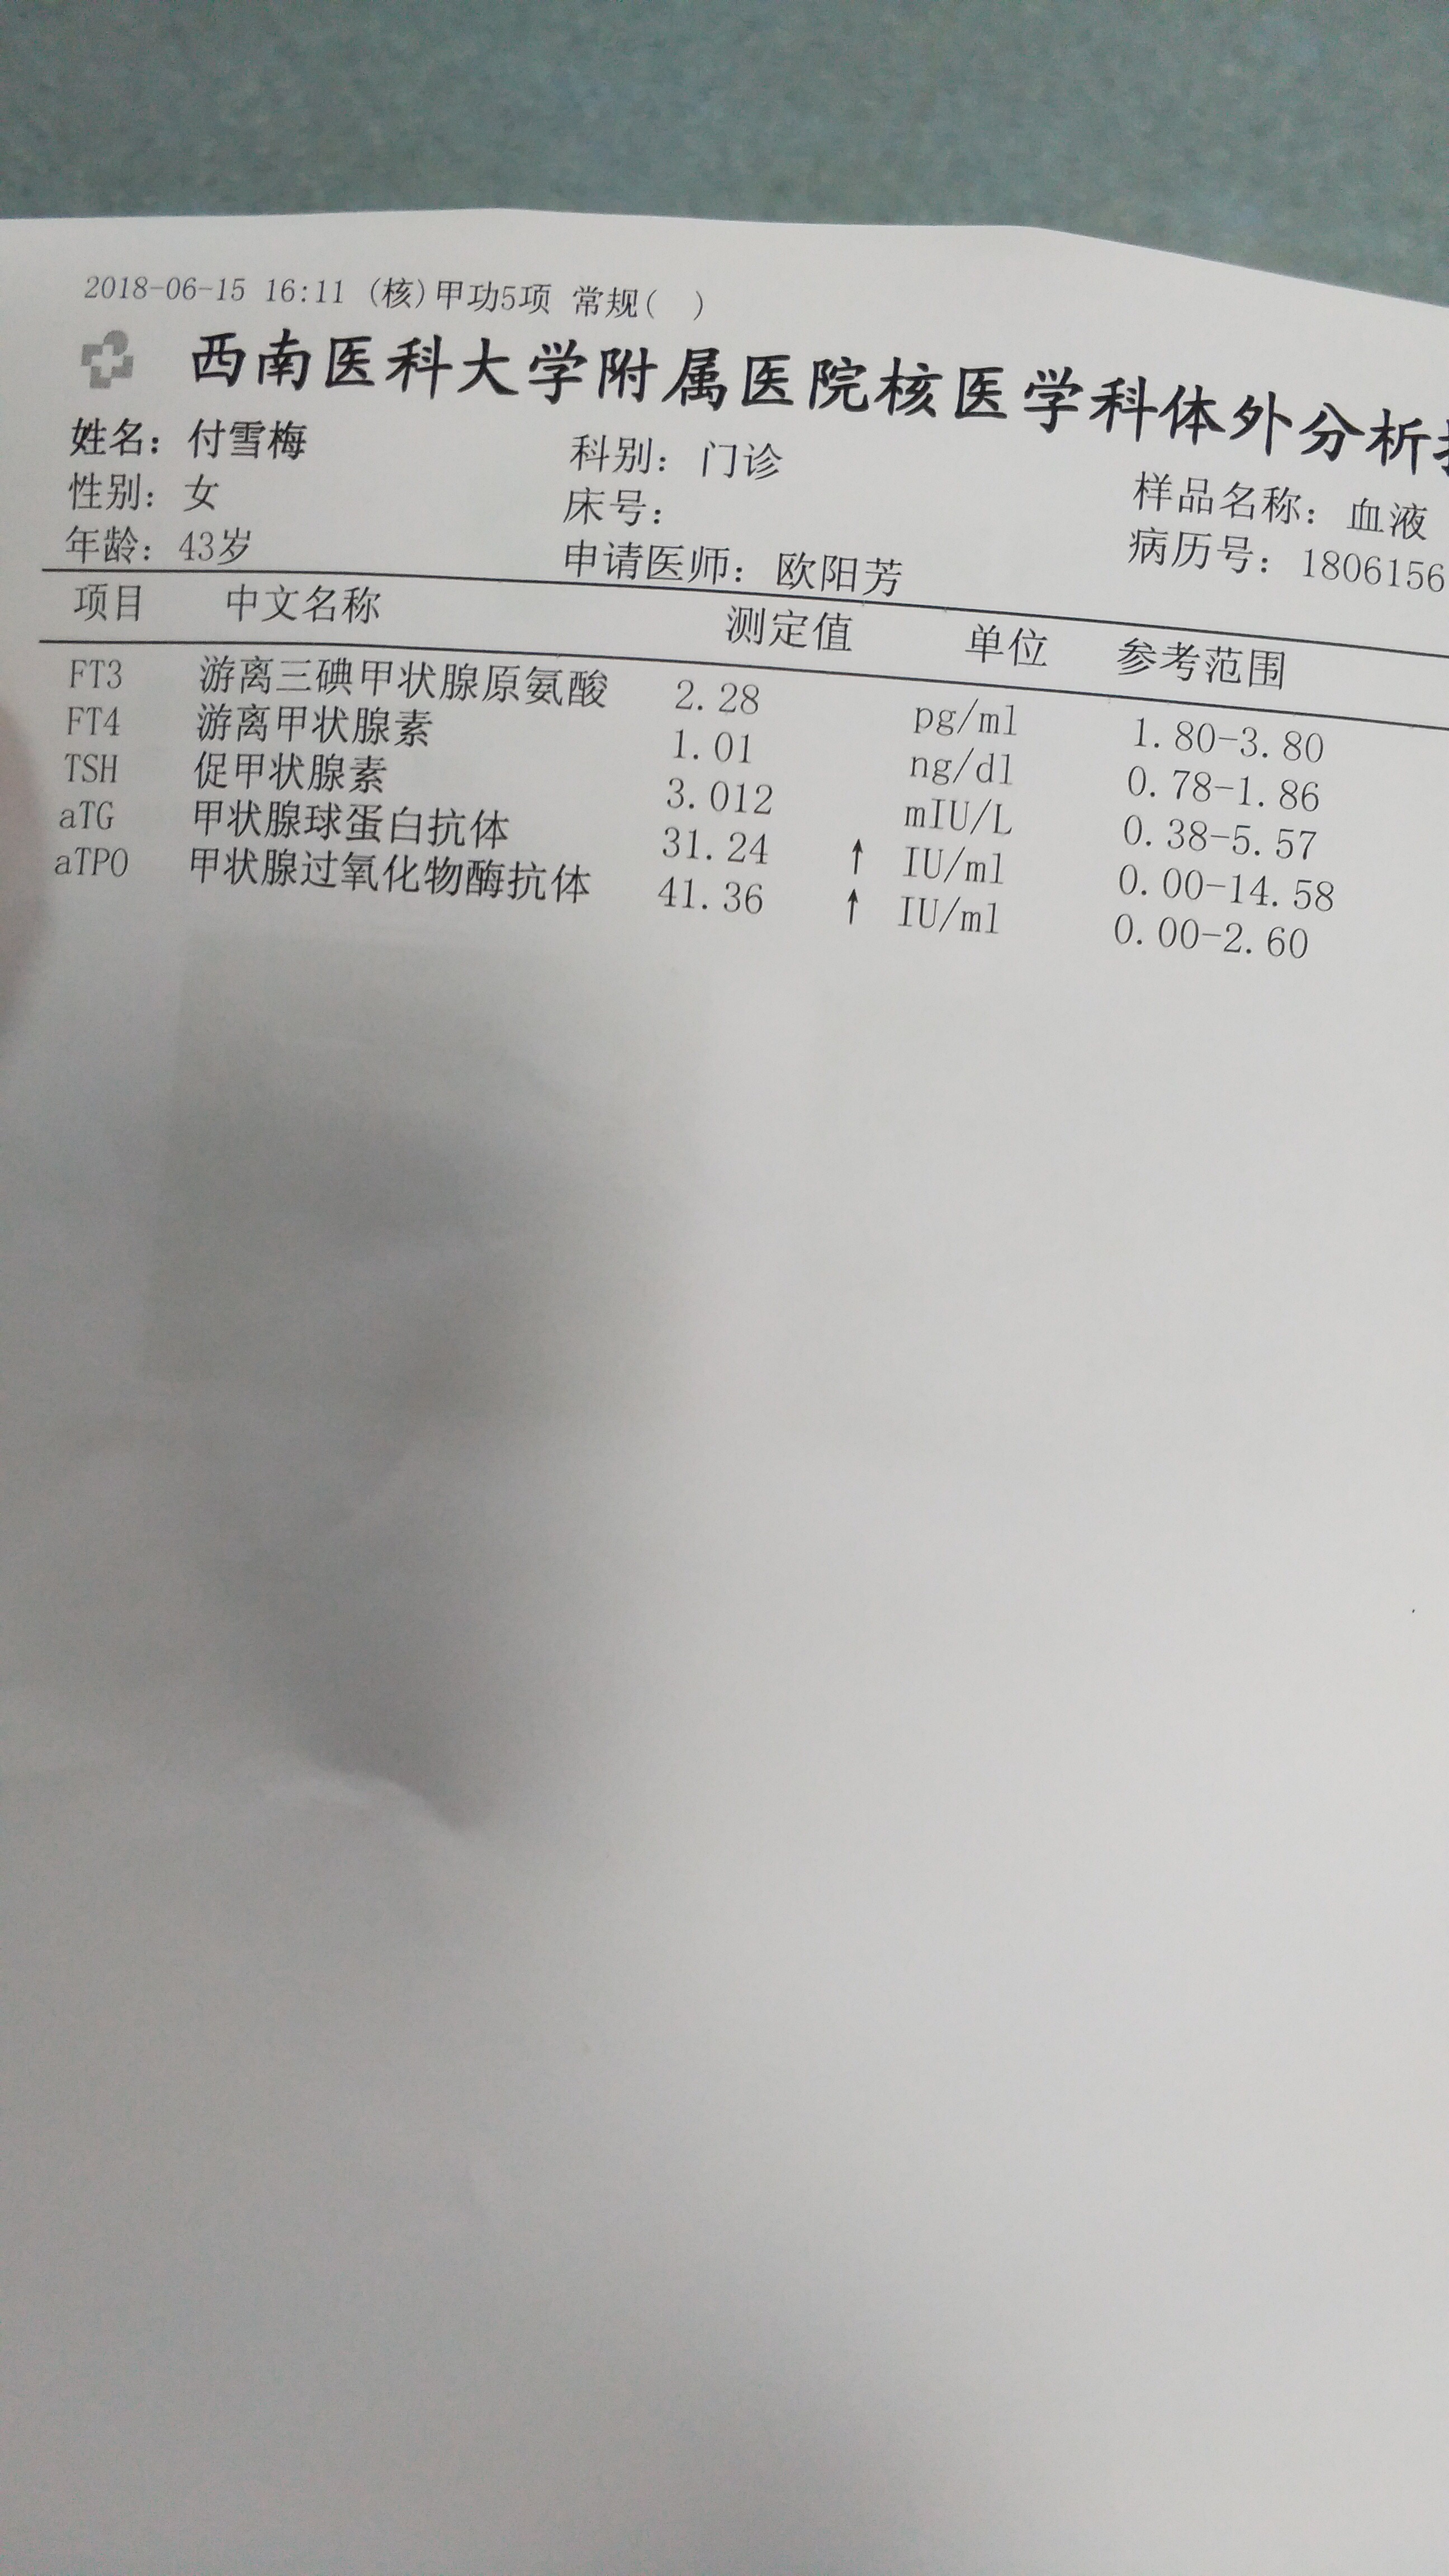 2018-06-15 16:11 (核)甲功5项 常规( )
西南医科大学附属医院核医学科体外分析
姓名: 付雪梅 科别: 门诊 样品名称: 血液
性别: 女 床号: 病历号: 1806156
年龄: 43岁 申请医师: 欧阳芳
项目 中文名称 测定值 单位 参考范围
FT3 游离三碘甲状腺原氨酸 2.28 pg/ml 1.80-3.80
FT4 游离甲状腺素 1.01 ng/dl 0.78-1.86
TSH 促甲状腺素 3.012 mIU/L 0.38-5.57
aTG 甲状腺球蛋白抗体 31.24 ↑ IU/ml 0.00-14.58
aTPO 甲状腺过氧化物酶抗体 41.36 ↑ IU/ml 0.00-2.60